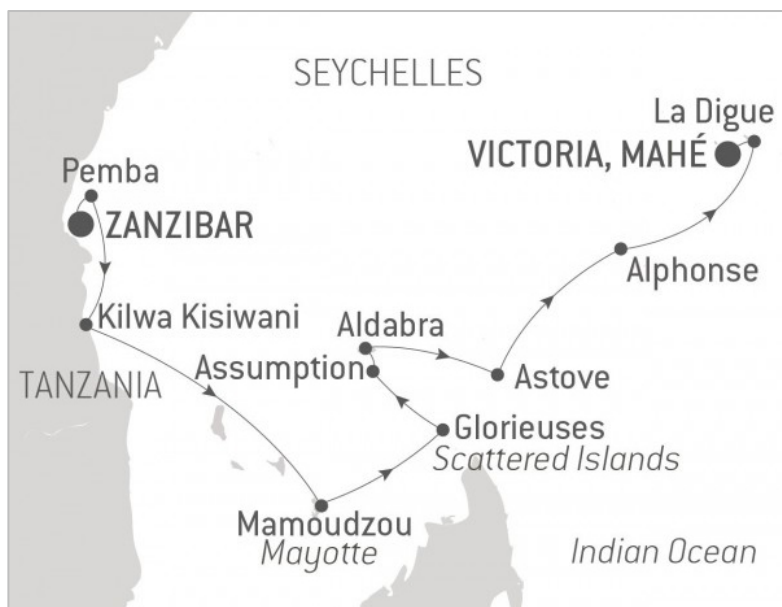 SEYCHELLES
La Digue
VICTORIA, MAHÉ
Pemba
ZANZIBAR
Alphonse
Kilwa Kisiwani
Aldabra
Assumption
Astove
TANZANIA
Glorieuses
Scattered Islands
Mamoudzou
Mayotte
Indian Ocean